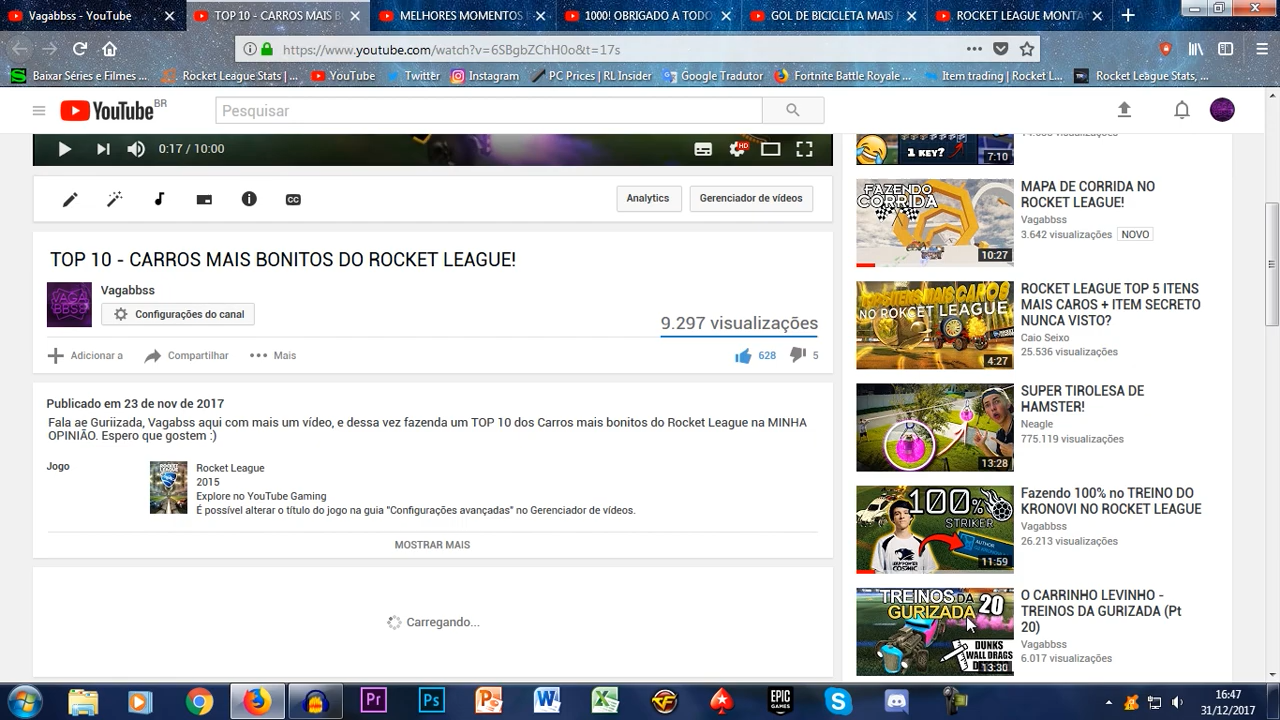 Vagabbss - YouTube
TOP 10 - CARROS MAIS B
MELHORES MOMENTOS
1000! OBRIGADO A TODO
GOL DE BICICLETA MAIS
ROCKET LEAGUE MONTA
https://www.youtube.com/watch?v=6SBgbZChH0o&t=17s
Baixar Séries e Filmes ...
Rocket League Stats | ...
YouTube
Twitter
Instagram
PC Prices | RL Insider
Google Tradutor
Fortnite Battle Royale ...
Item trading | Rocket L...
Rocket League Stats, ...
YouTube BR
Pesquisar
0:17 / 10:00
HD
CC
Analytics
Gerenciador de vídeos
TOP 10 - CARROS MAIS BONITOS DO ROCKET LEAGUE!
VAGA
BBSS
Vagabbss
Configurações do canal
9.297 visualizações
Adicionar a
Compartilhar
Mais
628
5
Publicado em 23 de nov de 2017
Fala ae Guriizada, Vagabss aqui com mais um vídeo, e dessa vez fazenda um TOP 10 dos Carros mais bonitos do Rocket League na MINHA
OPINIÃO. Espero que gostem :)
Jogo
Rocket League
2015
Explore no YouTube Gaming
É possível alterar o título do jogo na guia "Configurações avançadas" no Gerenciador de vídeos.
MOSTRAR MAIS
Carregando...
1 KEY?
7:10
FAZENDO
CORRIDA
10:27
MAPA DE CORRIDA NO
ROCKET LEAGUE!
Vagabbss
3.642 visualizações
NOVO
NO ROCKET LEAGUE
4:27
ROCKET LEAGUE TOP 5 ITENS
MAIS CAROS + ITEM SECRETO
NUNCA VISTO?
Caio Seixo
25.536 visualizações
13:28
SUPER TIROLESA DE
HAMSTER!
Neagle
775.119 visualizações
100%
STRIKER
AUTHOR
11:59
Fazendo 100% no TREINO DO
KRONOVI NO ROCKET LEAGUE
Vagabbss
26.213 visualizações
TREINOS DA
GURIZADA 20
DUNKS
WALL DRAGS
13:30
O CARRINHO LEVINHO -
TREINOS DA GURIZADA (Pt
20)
Vagabbss
6.017 visualizações
Pr
Ps
EPIC
GAMES
16:47
31/12/2017